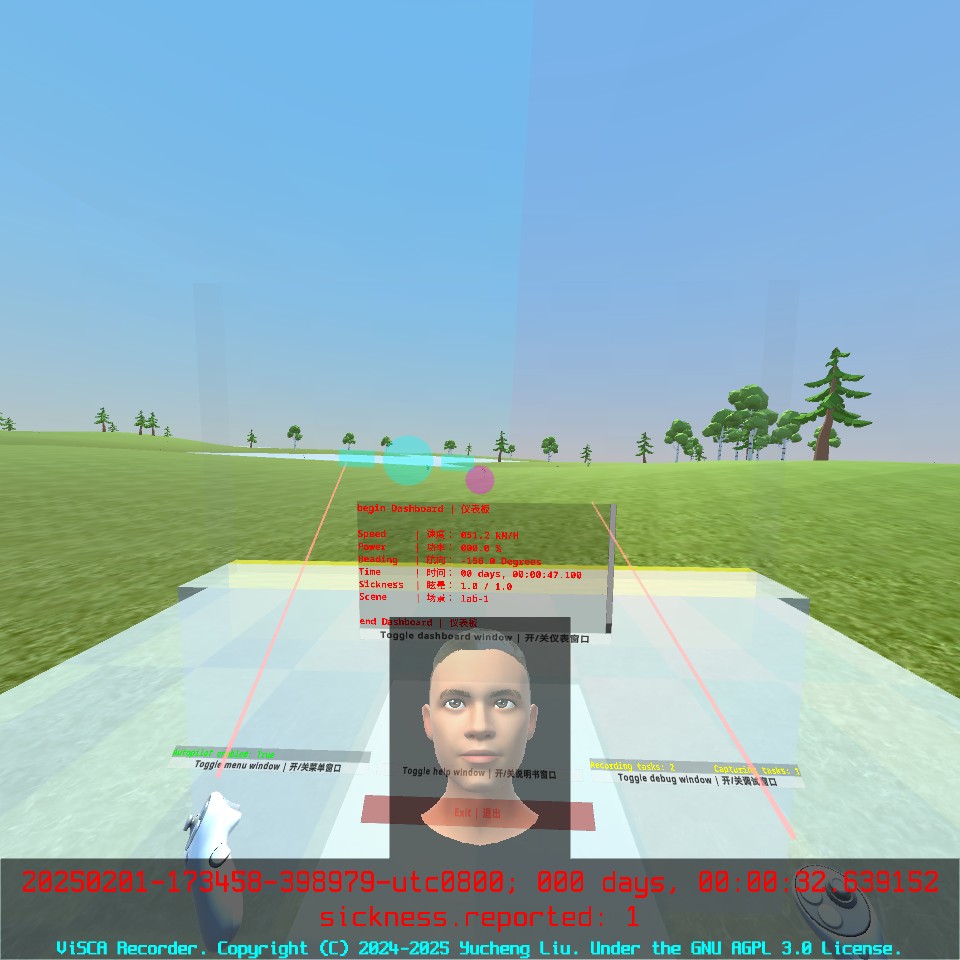 begin Dashboard | 仪表板
Speed | 速度： 051.2 KM/H
Power | 功率： 000.0 %
Heading | 航向： -156.0 Degrees
Time | 时间： 00 days, 00:00:47.100
Sickness | 眩晕： 1.0 / 1.0
Scene | 场景： lab-1
end Dashboard | 仪表板
Toggle dashboard window | 开/关仪表窗口
Autopilot enabled: True
Toggle menu window | 开/关菜单窗口
Toggle help window | 开/关说明书窗口
Recording tasks: 2 Capturing tasks: 1
Toggle debug window | 开/关调试窗口
Exit | 退出
20250201-173458-398979-utc0800; 000 days, 00:00:32.639152
sickness.reported: 1
ViSCA Recorder. Copyright (C) 2024-2025 Yucheng Liu. Under the GNU AGPL 3.0 License.